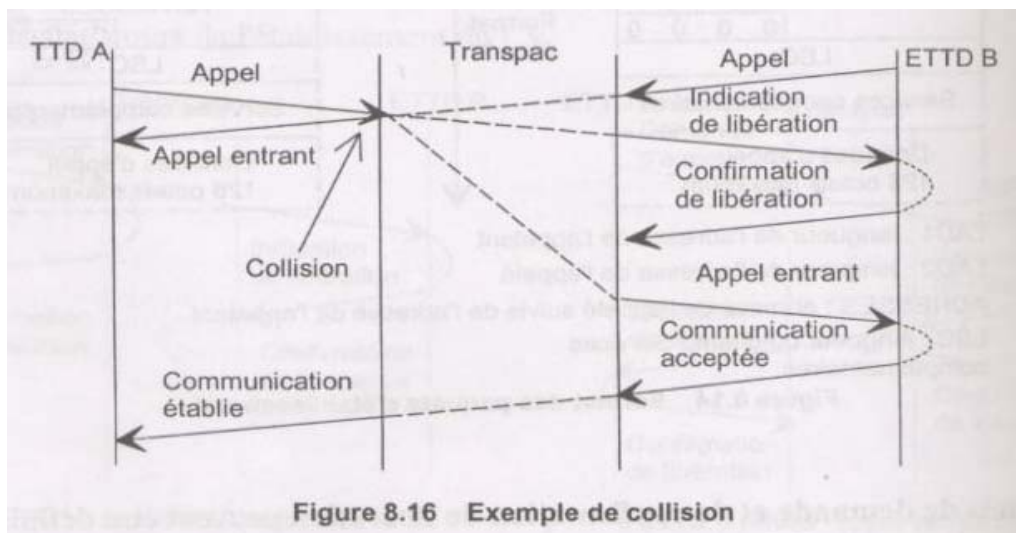 TTD A
Transpac
ETTD B
Appel
Appel
Indication
de libération
Appel entrant
Confirmation
de libération
Collision
Appel entrant
Communication
acceptée
Communication
établie
Figure 8.16 Exemple de collision